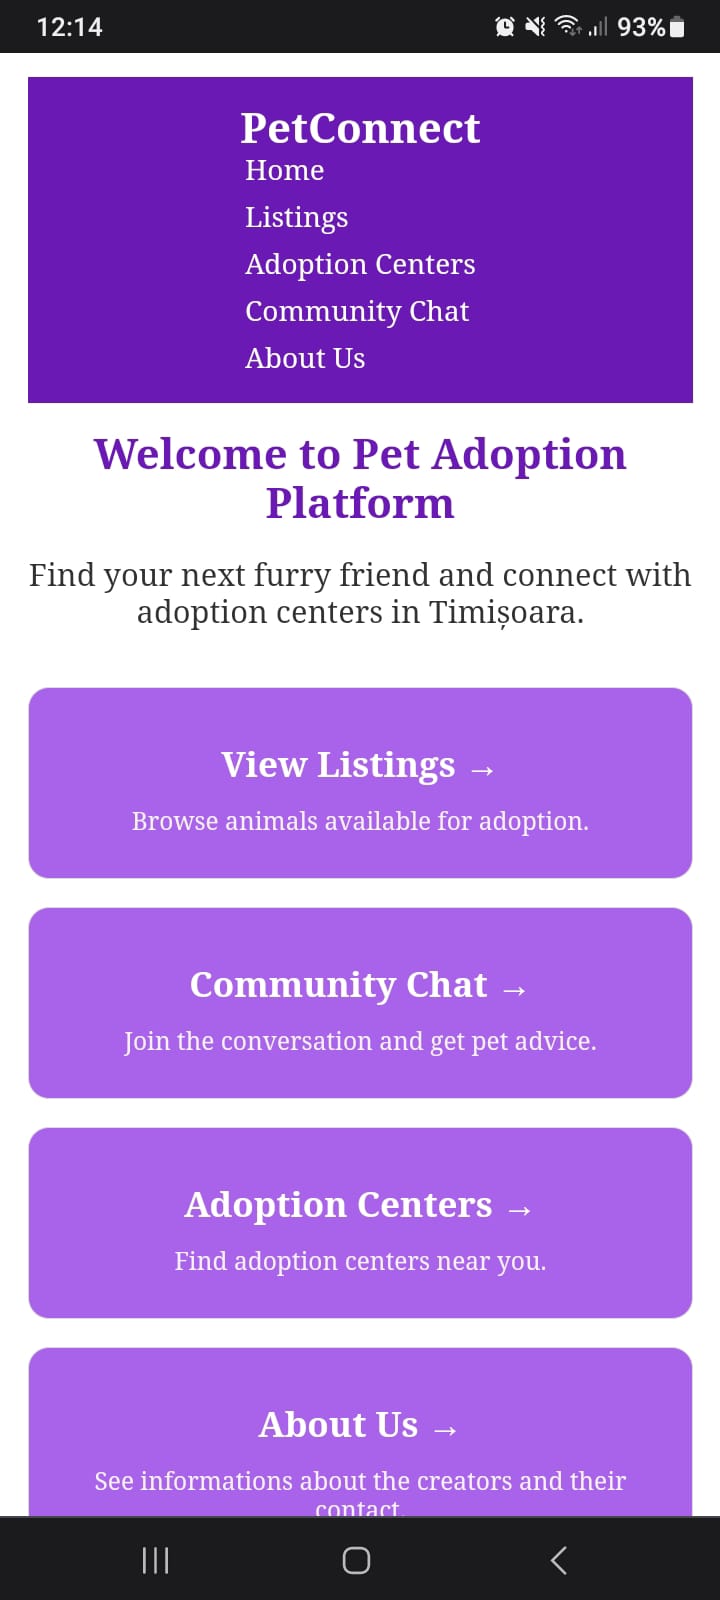 12:14
93%
PetConnect
Home
Listings
Adoption Centers
Community Chat
About Us
Welcome to Pet Adoption
Platform
Find your next furry friend and connect with
adoption centers in Timișoara.
View Listings →
Browse animals available for adoption.
Community Chat →
Join the conversation and get pet advice.
Adoption Centers →
Find adoption centers near you.
About Us →
See informations about the creators and their
contact.